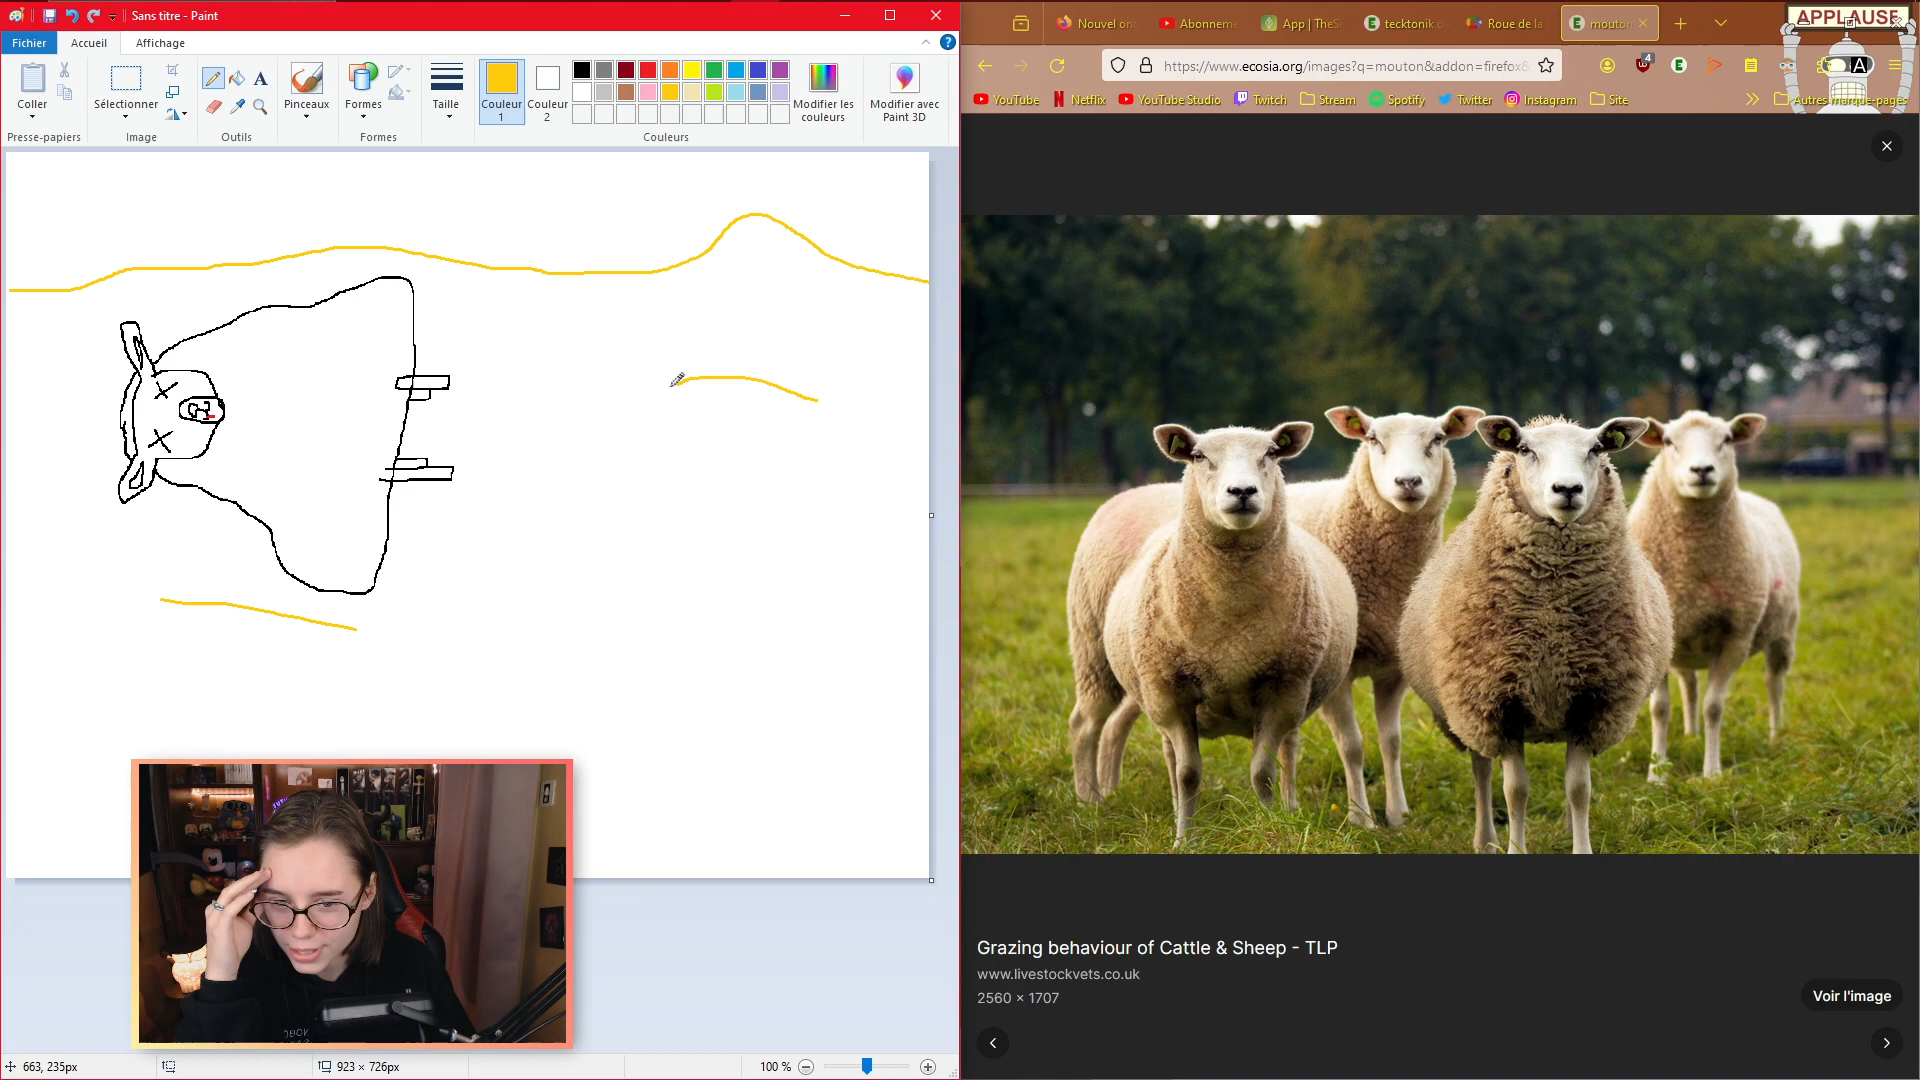 Sans titre - Paint
Fichier
Accueil
Affichage
Coller
Sélectionner
Pinceaux
Formes
Taille
Couleur 1
Couleur 2
Modifier les couleurs
Modifier avec Paint 3D
Presse-papiers
Image
Outils
Formes
Couleurs
663, 235px
923 × 726px
100 %
Nouvel on
Abonneme
App | TheS
tecktonik
Roue de la
mouton
APPLAUSE
https://www.ecosia.org/images?q=mouton&addon=firefox&
4
A
YouTube
Netflix
YouTube Studio
Twitch
Stream
Spotify
Twitter
Instagram
Site
Autres marque-pages
Grazing behaviour of Cattle & Sheep - TLP
www.livestockvets.co.uk
2560 × 1707
Voir l'image